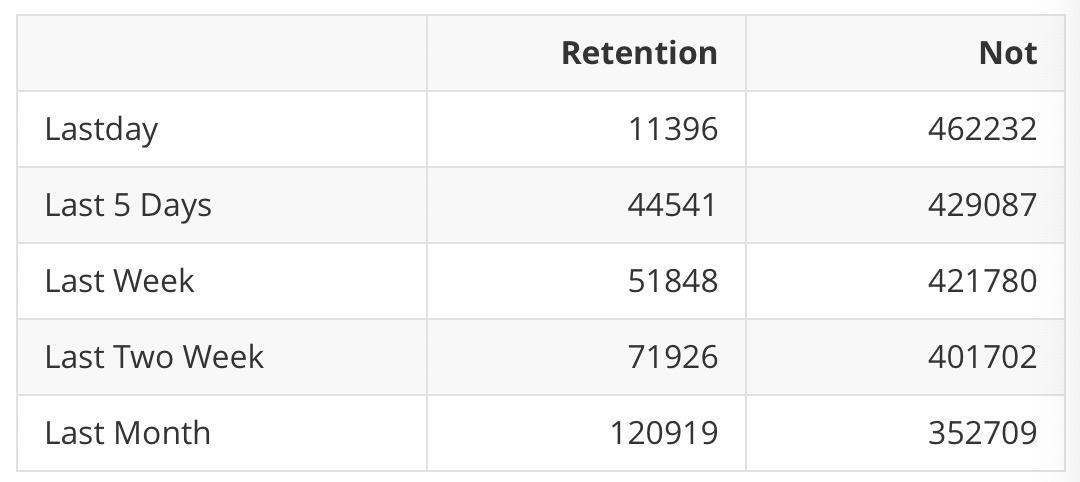 Retention Not
Lastday 11396 462232
Last 5 Days 44541 429087
Last Week 51848 421780
Last Two Week 71926 401702
Last Month 120919 352709